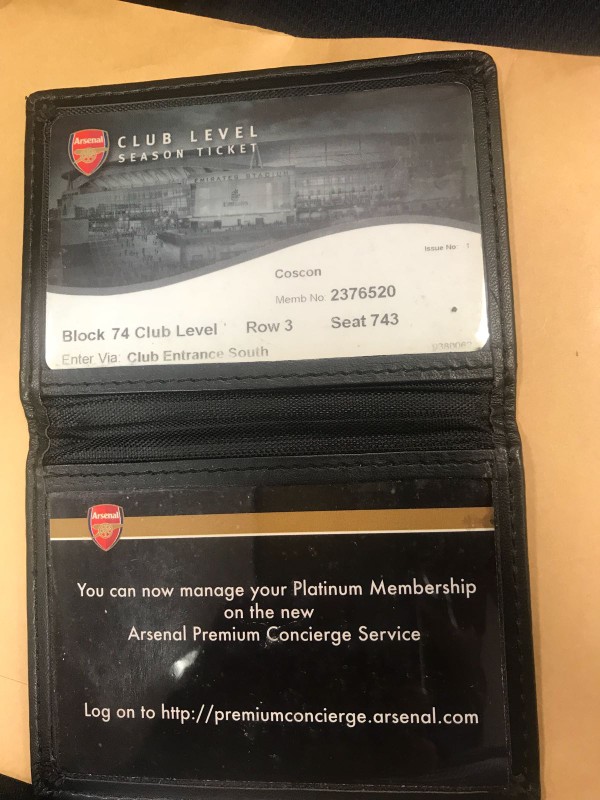 Arsenal
CLUB LEVEL
SEASON TICKET
EMIRATES STADIUM
Issue No 1
Coscon
Memb No 2376520
Block 74 Club Level Row 3 Seat 743
Enter Via: Club Entrance South
Arsenal
You can now manage your Platinum Membership
on the new
Arsenal Premium Concierge Service
Log on to http://premiumconcierge.arsenal.com